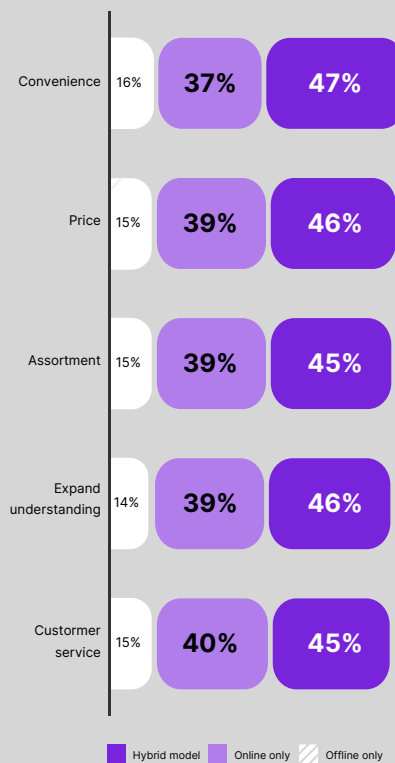 Convenience 16% 37% 47%
Price 15% 39% 46%
Assortment 15% 39% 45%
Expand
understanding 14% 39% 46%
Custormer
service 15% 40% 45%
Hybrid model Online only Offline only